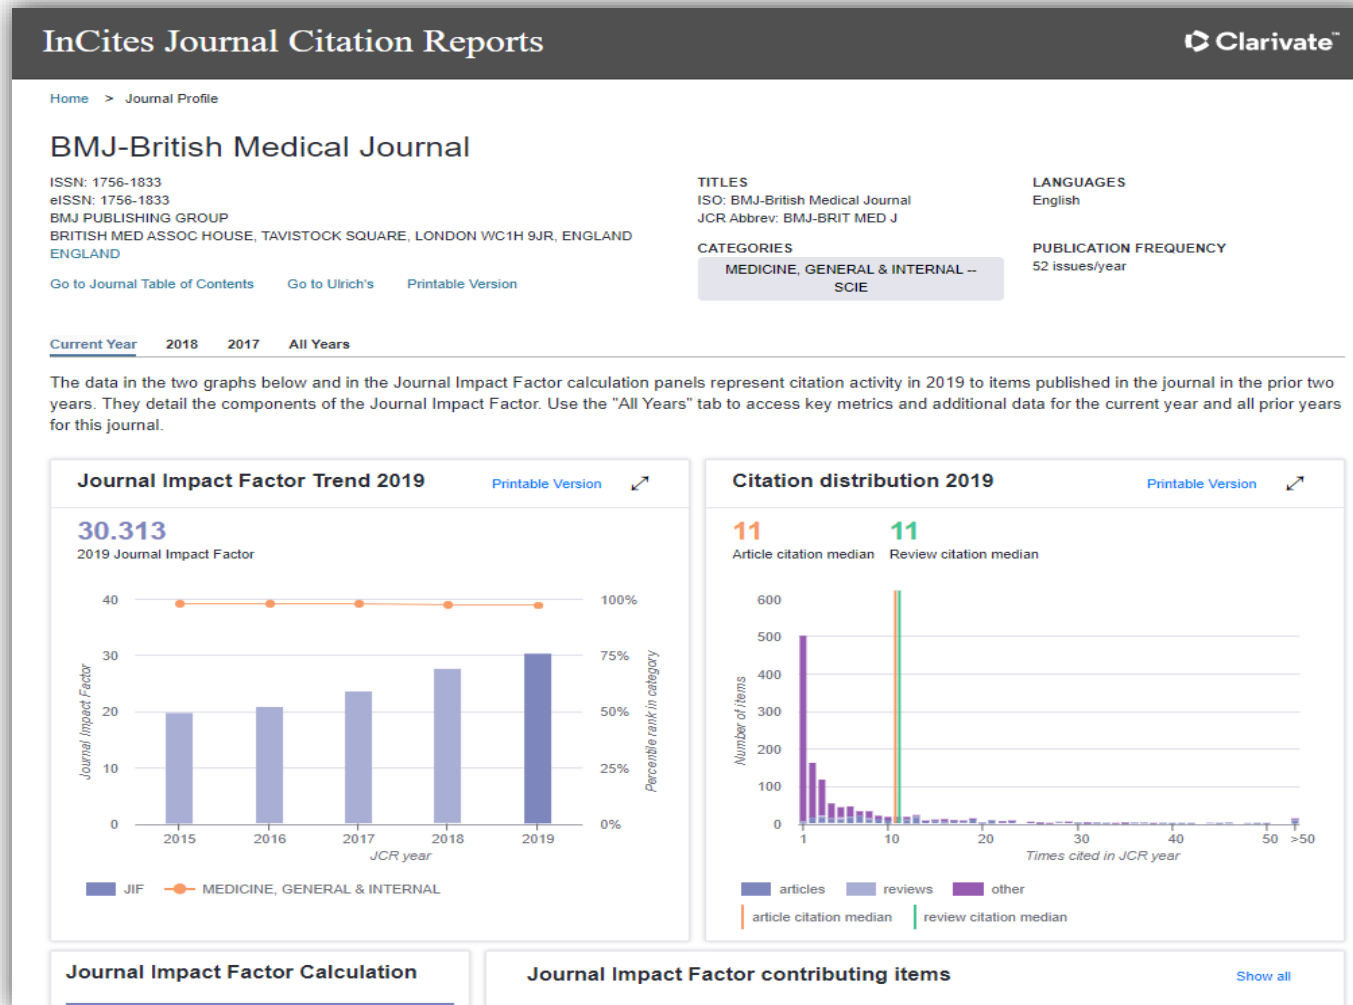 InCites Journal Citation Reports
Clarivate™
Home > Journal Profile
BMJ-British Medical Journal
ISSN: 1756-1833
eISSN: 1756-1833
BMJ PUBLISHING GROUP
BRITISH MED ASSOC HOUSE, TAVISTOCK SQUARE, LONDON WC1H 9JR, ENGLAND
ENGLAND
Go to Journal Table of Contents Go to Ulrich's Printable Version
TITLES
ISO: BMJ-British Medical Journal
JCR Abbrev: BMJ-BRIT MED J
CATEGORIES
MEDICINE, GENERAL & INTERNAL --
SCIE
LANGUAGES
English
PUBLICATION FREQUENCY
52 issues/year
Current Year 2018 2017 All Years
The data in the two graphs below and in the Journal Impact Factor calculation panels represent citation activity in 2019 to items published in the journal in the prior two
years. They detail the components of the Journal Impact Factor. Use the "All Years" tab to access key metrics and additional data for the current year and all prior years
for this journal.
Journal Impact Factor Trend 2019
Printable Version
30.313
2019 Journal Impact Factor
40
30
20
10
0
Journal Impact Factor
100%
75%
50%
25%
0%
Percentile rank in category
2015 2016 2017 2018 2019
JCR year
JIF MEDICINE, GENERAL & INTERNAL
Citation distribution 2019
Printable Version
11 11
Article citation median Review citation median
600
500
400
300
200
100
0
Number of items
1 10 20 30 40 50 >50
Times cited in JCR year
articles reviews other
article citation median review citation median
Journal Impact Factor Calculation
Journal Impact Factor contributing items
Show all